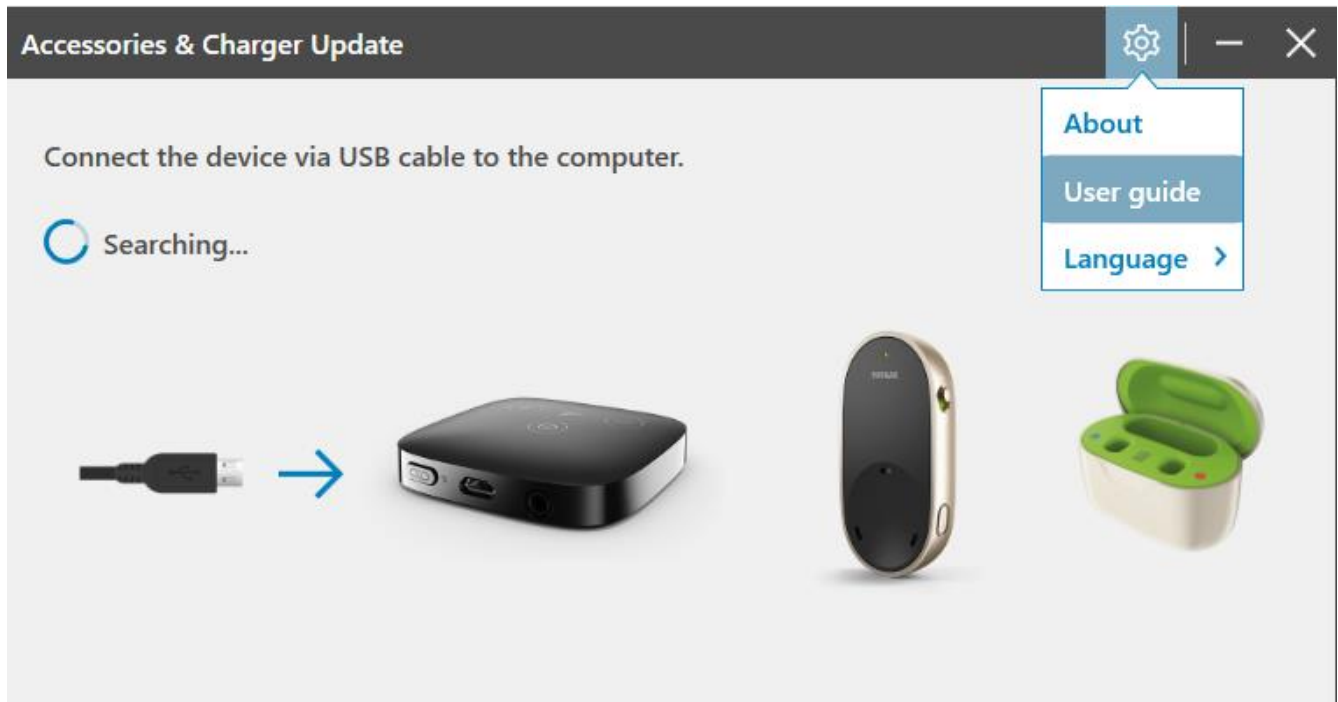 Accessories & Charger Update
About
Connect the device via USB cable to the computer.
User guide
Searching...
Language